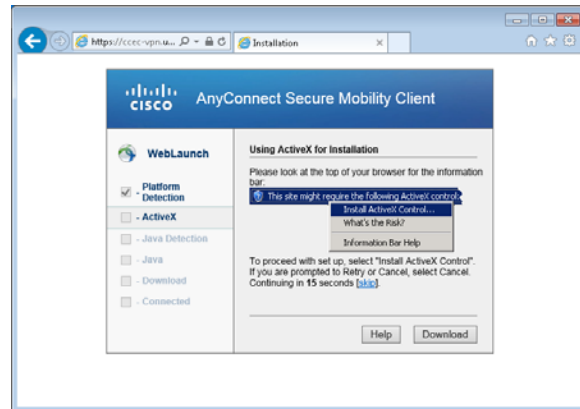 https://ccec-vpn.u...
Installation
CISCO
AnyConnect Secure Mobility Client
WebLaunch
- Platform
Detection
- ActiveX
- Java Detection
- Java
- Download
- Connected
Using ActiveX for Installation
Please look at the top of your browser for the information
bar:
This site might require the following ActiveX control:
Install ActiveX Control...
What's the Risk?
Information Bar Help
To proceed with set up, select "Install ActiveX Control".
If you are prompted to Retry or Cancel, select Cancel.
Continuing in 15 seconds [skip].
Help
Download